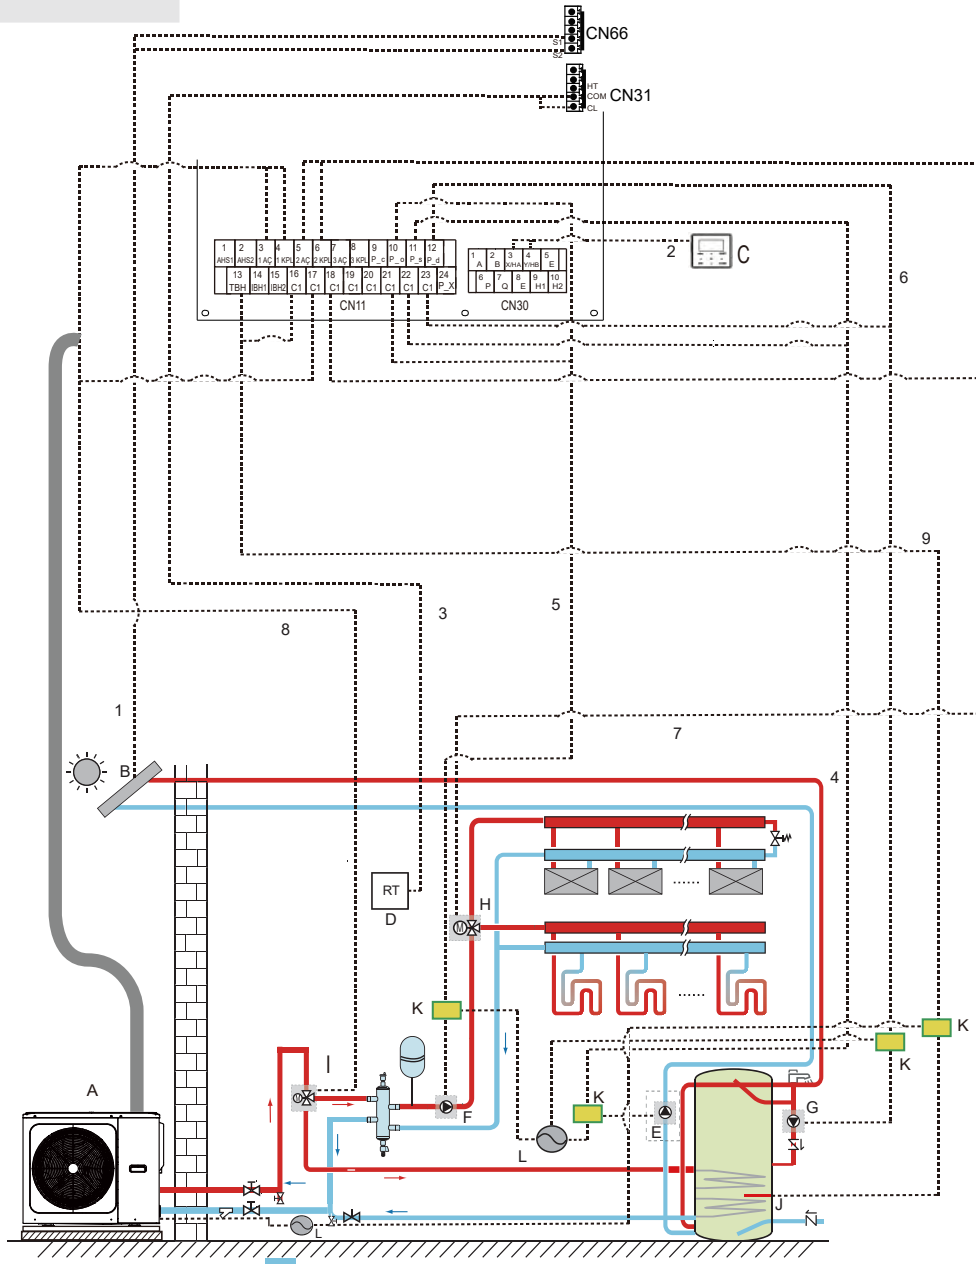 CN66
S1
S2
HT
COM
CL
CN31
1 2 3 4 5 6 7 8 9 10 11 12
AHS1 AHS2 1 AÇ 1 KPL 2 AÇ 2 KPL 3 AÇ 3 KPL P_c P_o P_s P_d
13 14 15 16 17 18 19 20 21 22 23 24
TBH IBH1 IBH2 C1 C1 C1 C1 C1 C1 C1 C1 P_X
CN11
1 2 3 4 5
A B X/HA Y/HB E
6 7 8 9 10
P Q E H1 H2
CN30
2
C
6
9
3
5
8
1
7
B
4
RT
D
H
M
K
K
K
I
A
M
F
K
G
E
L
J
L